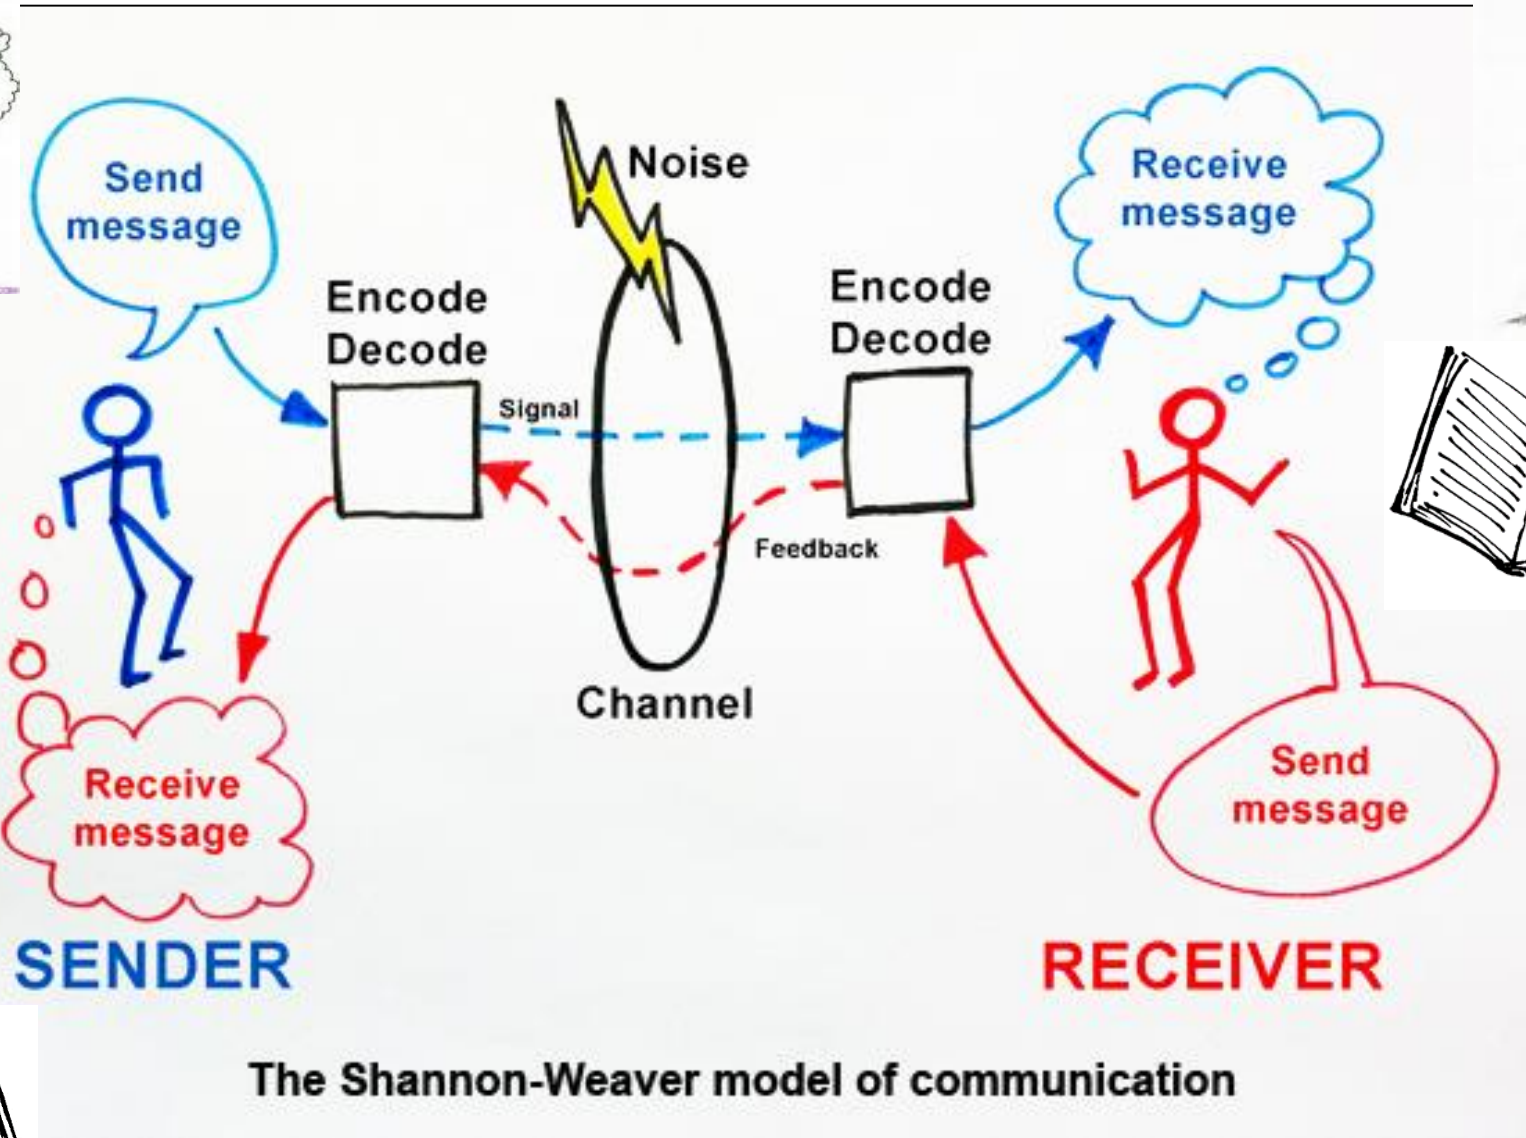 Send
message
Noise
Receive
message
Encode
Decode
Encode
Decode
Signal
Feedback
Channel
Receive
message
Send
message
SENDER
RECEIVER
The Shannon-Weaver model of communication